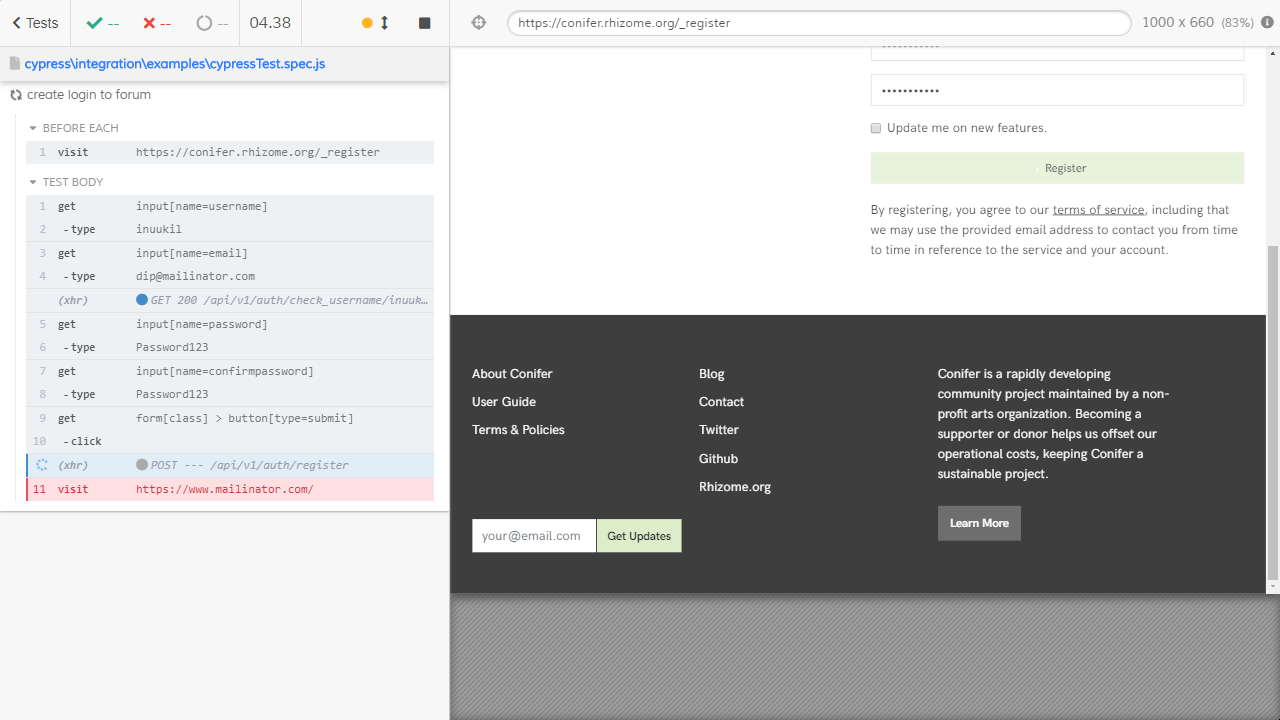 Tests
--
--
--
04.38
https://conifer.rhizome.org/_register
1000 x 660 (83%)
cypress\integration\examples\cypressTest.spec.js
create login to forum
BEFORE EACH
1 visit https://conifer.rhizome.org/_register
TEST BODY
1 get input[name=username]
2 - type inuukil
3 get input[name=email]
4 - type dip@mailinator.com
(xhr) GET 200 /api/v1/auth/check_username/inuuk…
5 get input[name=password]
6 - type Password123
7 get input[name=confirmpassword]
8 - type Password123
9 get form[class] > button[type=submit]
10 - click
(xhr) POST --- /api/v1/auth/register
11 visit https://www.mailinator.com/
•••••••••••
Update me on new features.
Register
By registering, you agree to our terms of service, including that
we may use the provided email address to contact you from time
to time in reference to the service and your account.
About Conifer
User Guide
Terms & Policies
Blog
Contact
Twitter
Github
Rhizome.org
Conifer is a rapidly developing
community project maintained by a non-
profit arts organization. Becoming a
supporter or donor helps us offset our
operational costs, keeping Conifer a
sustainable project.
Learn More
your@email.com
Get Updates